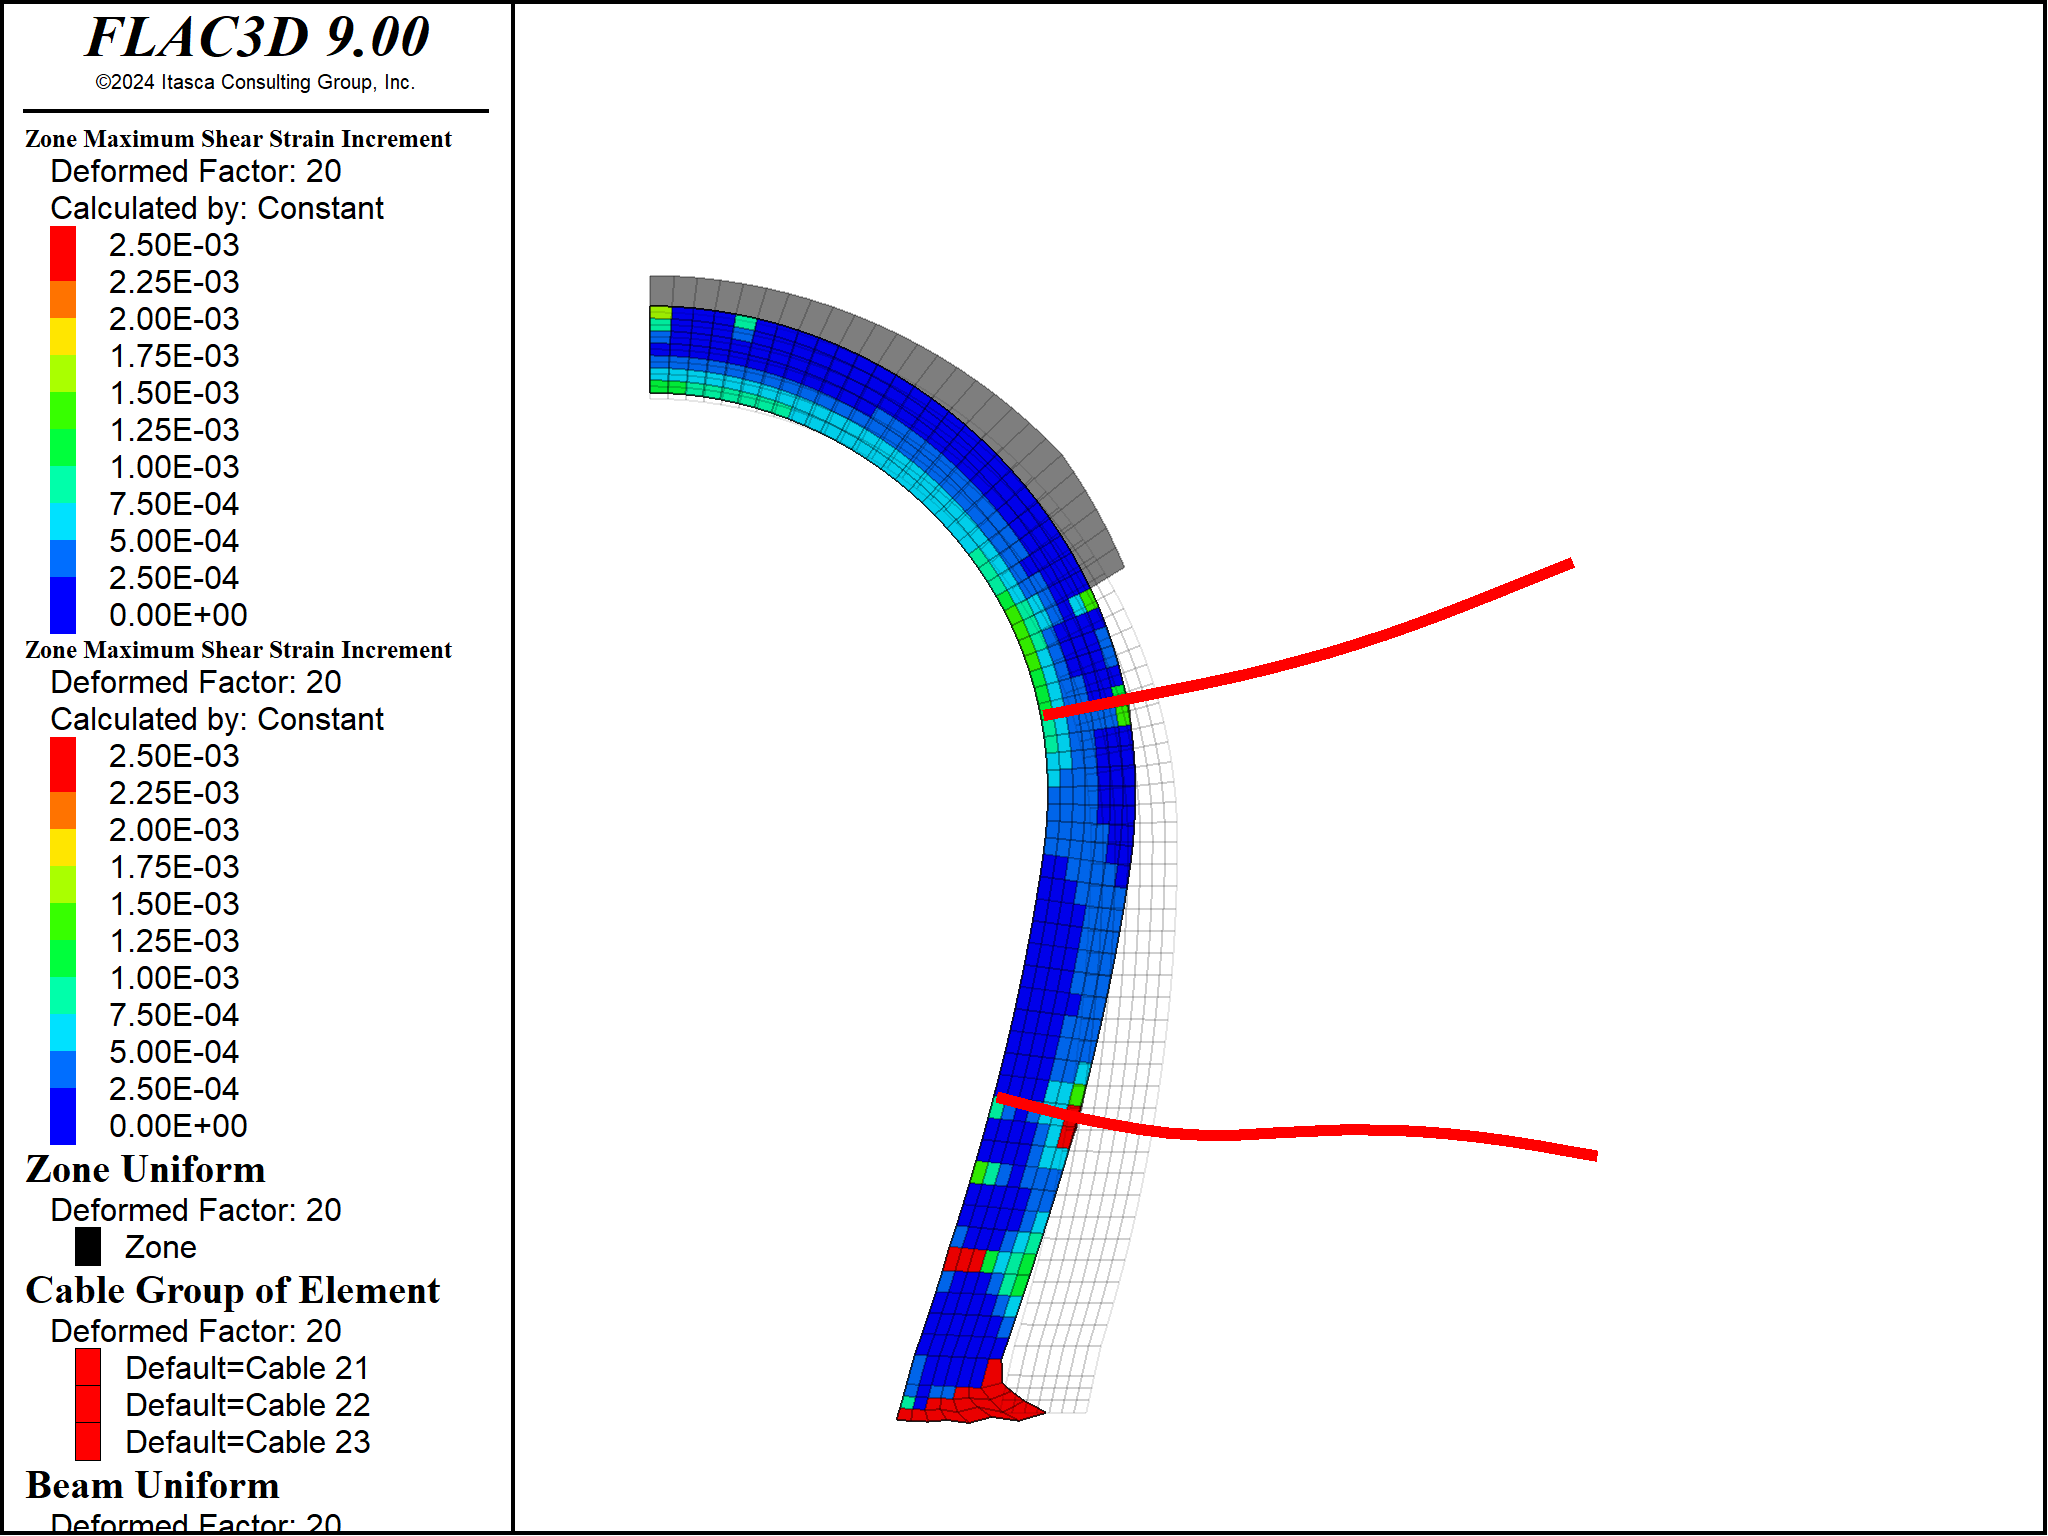 FLAC3D 9.00
©2024 Itasca Consulting Group, Inc.
Zone Maximum Shear Strain Increment
Deformed Factor: 20
Calculated by: Constant
2.50E-03
2.25E-03
2.00E-03
1.75E-03
1.50E-03
1.25E-03
1.00E-03
7.50E-04
5.00E-04
2.50E-04
0.00E+00
Zone Maximum Shear Strain Increment
Deformed Factor: 20
Calculated by: Constant
2.50E-03
2.25E-03
2.00E-03
1.75E-03
1.50E-03
1.25E-03
1.00E-03
7.50E-04
5.00E-04
2.50E-04
0.00E+00
Zone Uniform
Deformed Factor: 20
Zone
Cable Group of Element
Deformed Factor: 20
Default=Cable 21
Default=Cable 22
Default=Cable 23
Beam Uniform
Deformed Factor: 20